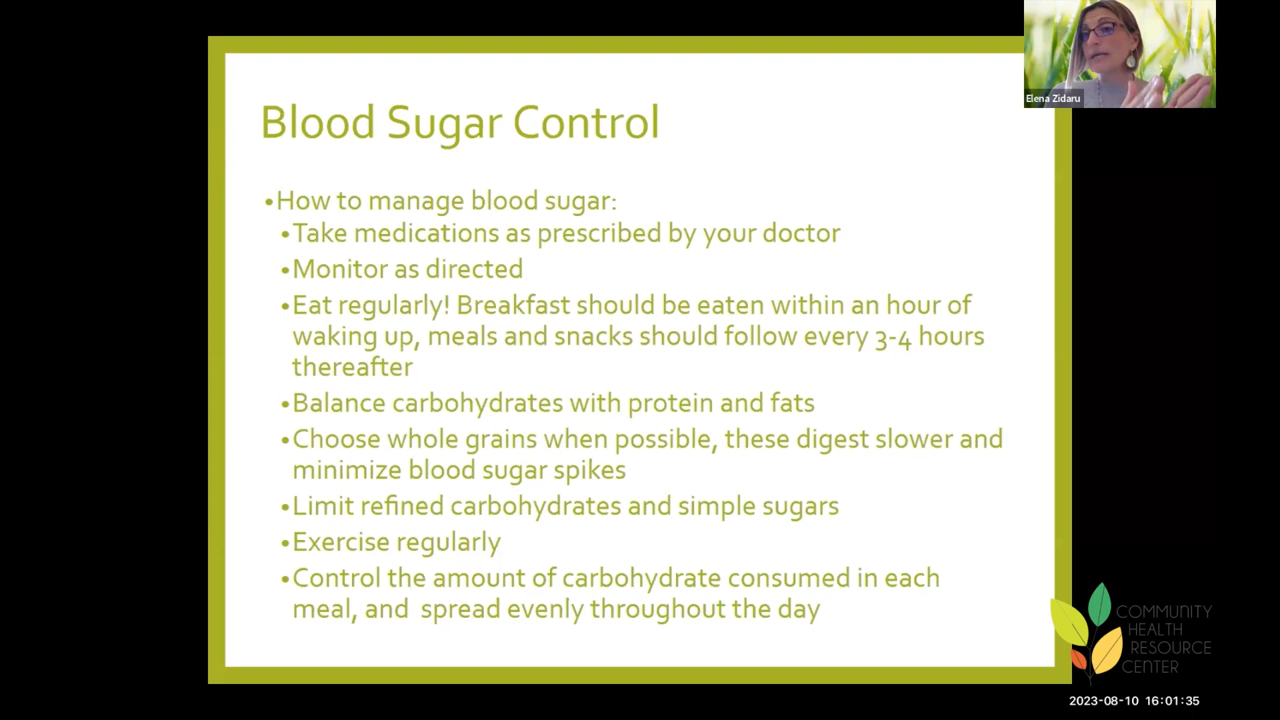 Elena Zidaru
Blood Sugar Control
•How to manage blood sugar:
•Take medications as prescribed by your doctor
•Monitor as directed
•Eat regularly! Breakfast should be eaten within an hour of
waking up, meals and snacks should follow every 3-4 hours
thereafter
•Balance carbohydrates with protein and fats
•Choose whole grains when possible, these digest slower and
minimize blood sugar spikes
•Limit refined carbohydrates and simple sugars
•Exercise regularly
•Control the amount of carbohydrate consumed in each
meal, and  spread evenly throughout the day
COMMUNITY
HEALTH
RESOURCE
CENTER
2023-08-10 16:01:35